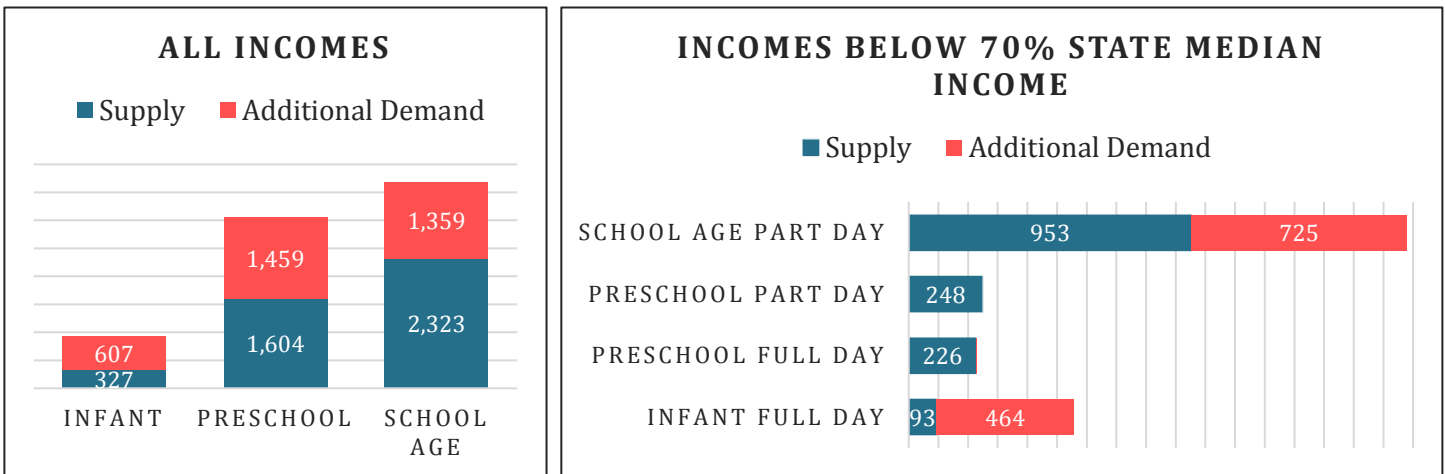 ALL INCOMES
Supply Additional Demand
1,359
1,459
2,323
1,604
607
327
INFANT PRESCHOOL SCHOOL
AGE
INCOMES BELOW 70% STATE MEDIAN
INCOME
Supply Additional Demand
SCHOOL AGE PART DAY 953 725
PRESCHOOL PART DAY 248
PRESCHOOL FULL DAY 226
INFANT FULL DAY 93 464